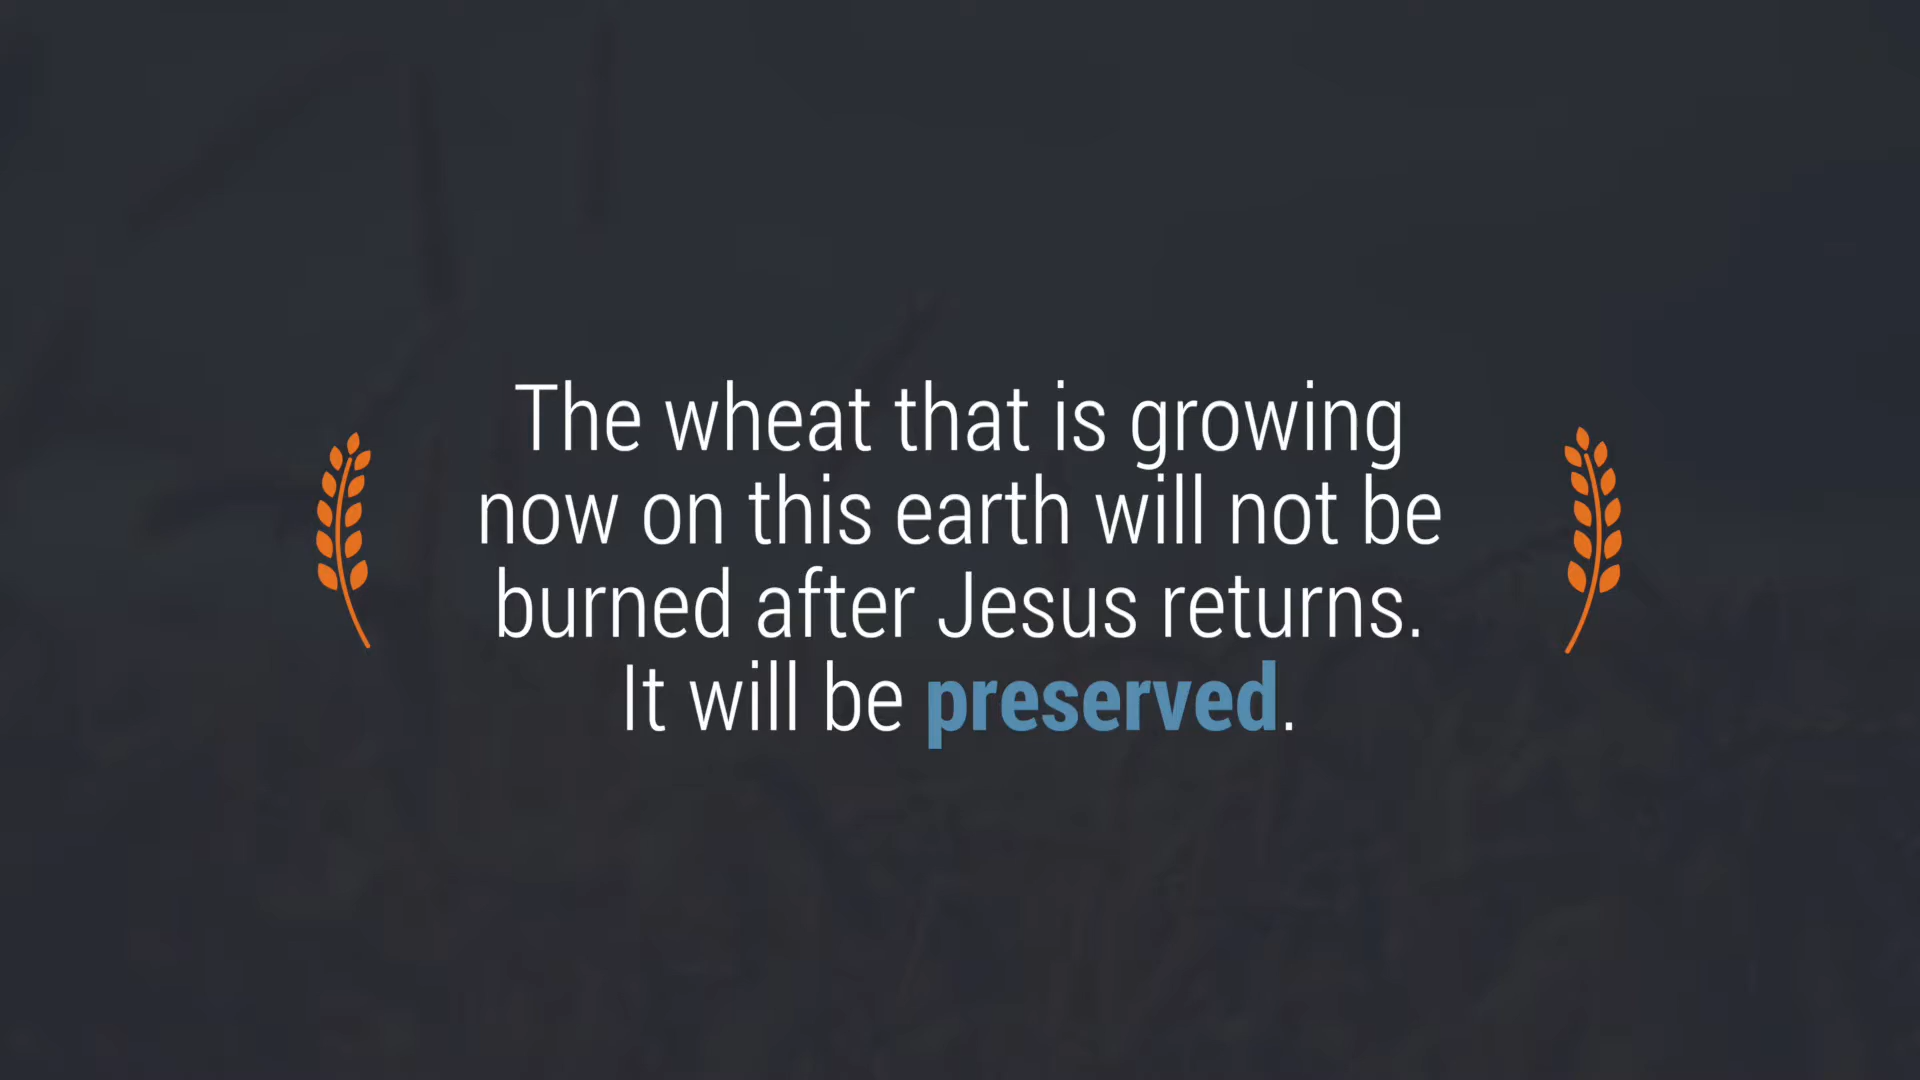 The wheat that is growing
now on this earth will not be
burned after Jesus returns.
It will be preserved.